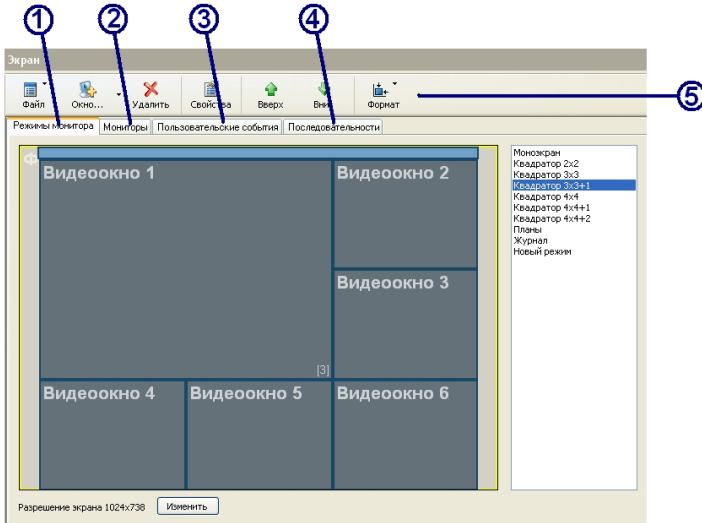 1 2 3 4
Экран
Файл Окно... Удалить Свойства Вверх Вниз Формат
5
Режимы монитора Мониторы Пользовательские события Последовательности
Видеоокно 1 Видеоокно 2
Видеоокно 3
[3]
Видеоокно 4 Видеоокно 5 Видеоокно 6
Моноэкран
Квадратор 2x2
Квадратор 3x3
Квадратор 3x3+1
Квадратор 4x4
Квадратор 4x4+1
Квадратор 4x4+2
Планы
Журнал
Новый режим
Разрешение экрана 1024x738 Изменить